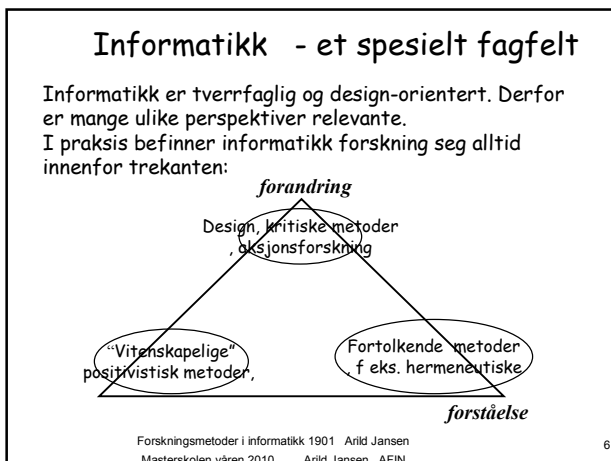 Informatikk - et spesielt fagfelt
Informatikk er tverrfaglig og design-orientert. Derfor
er mange ulike perspektiver relevante.
I praksis befinner informatikk forskning seg alltid
innenfor trekanten:
forandring
Design, kritiske metoder
, aksjonsforskning
“Vitenskapelige”
positivistisk metoder,
Fortolkende metoder
, f eks. hermeneutiske
forståelse
Forskningsmetoder i informatikk 1901 Arild Jansen
Masterskolen våren 2010 Arild Jansen AFIN
6